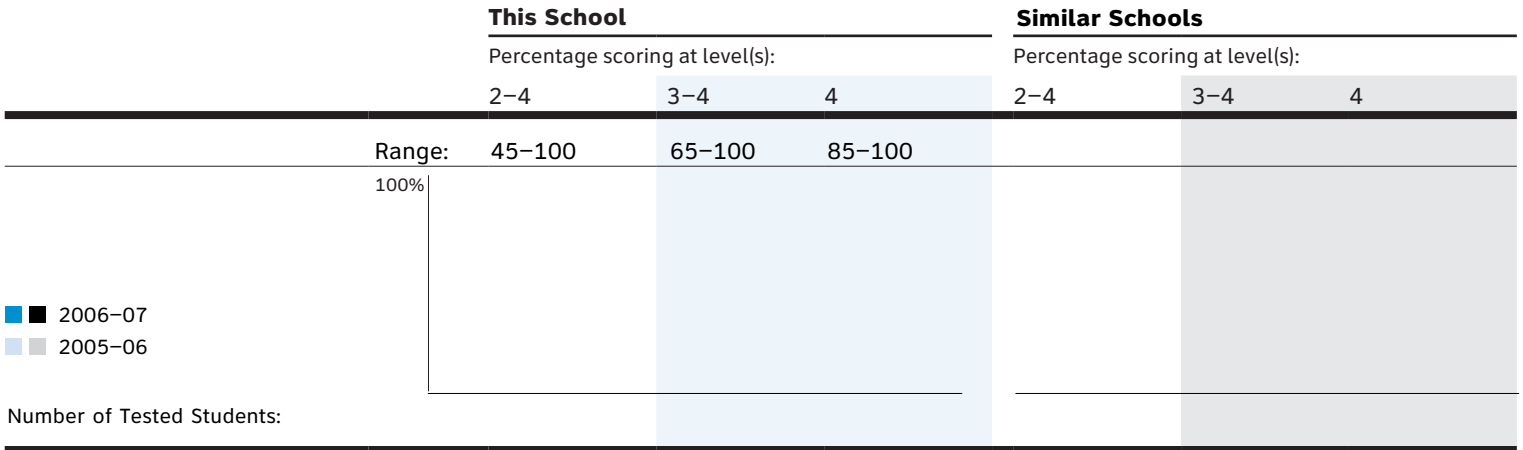 This School Similar Schools
Percentage scoring at level(s): Percentage scoring at level(s):
2–4 3–4 4 2–4 3–4 4
Range: 45–100 65–100 85–100
100%
2006–07
2005–06
Number of Tested Students: